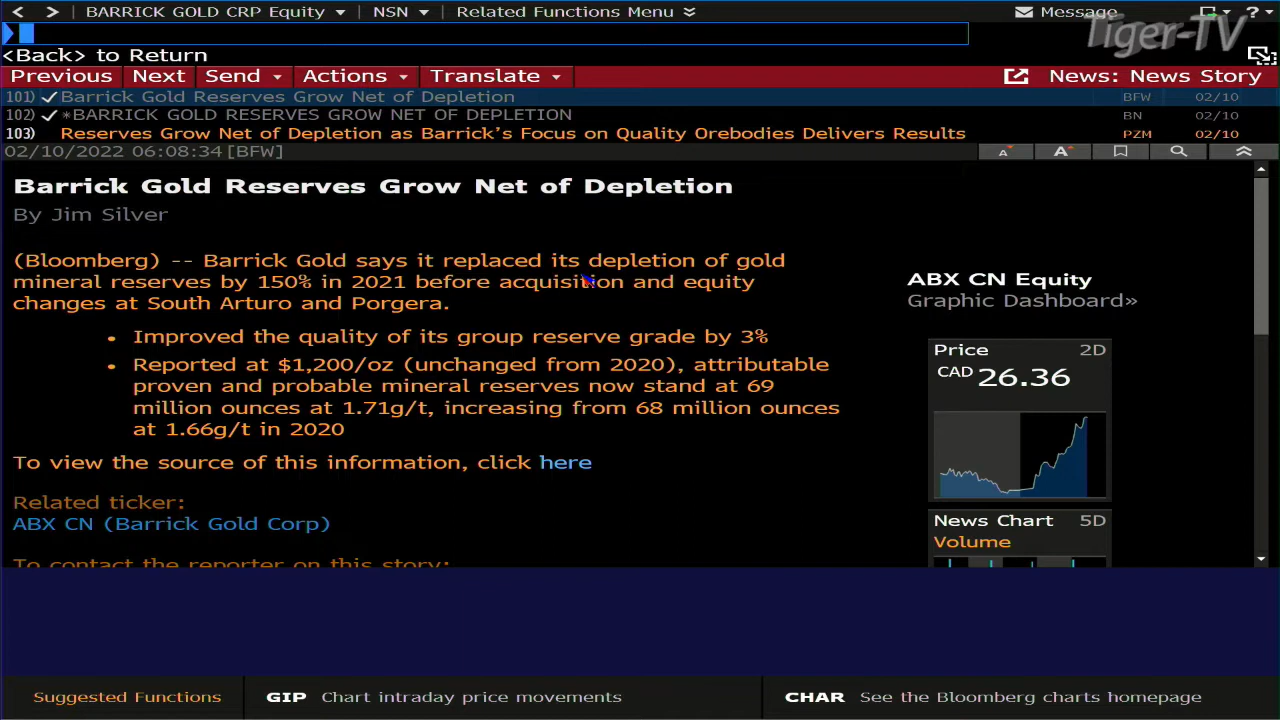 < > BARRICK GOLD CRP Equity NSN Related Functions Menu Message ?
Tiger-TV
<Back> to Return
Previous Next Send Actions Translate News: News Story
101) Barrick Gold Reserves Grow Net of Depletion BFW 02/10
102) *BARRICK GOLD RESERVES GROW NET OF DEPLETION BN 02/10
103) Reserves Grow Net of Depletion as Barrick's Focus on Quality Orebodies Delivers Results PZM 02/10
02/10/2022 06:08:34 [BFW] A A
Barrick Gold Reserves Grow Net of Depletion
By Jim Silver
(Bloomberg) -- Barrick Gold says it replaced its depletion of gold
mineral reserves by 150% in 2021 before acquisition and equity
changes at South Arturo and Porgera.
• Improved the quality of its group reserve grade by 3%
• Reported at $1,200/oz (unchanged from 2020), attributable
proven and probable mineral reserves now stand at 69
million ounces at 1.71g/t, increasing from 68 million ounces
at 1.66g/t in 2020
To view the source of this information, click here
Related ticker:
ABX CN (Barrick Gold Corp)
To contact the reporter on this story:
ABX CN Equity
Graphic Dashboard»
Price 2D
CAD 26.36
News Chart 5D
Volume
Suggested Functions GIP Chart intraday price movements CHAR See the Bloomberg charts homepage